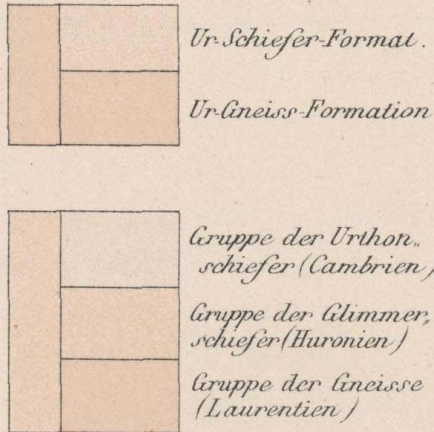 Ur-Schiefer-Format.
Ur-Gneiss-Formation
Gruppe der Urthon„
schiefer (Cambrien)
Gruppe der Glimmer„
schiefer (Huronien)
Gruppe der Gneisse
(Laurentien)